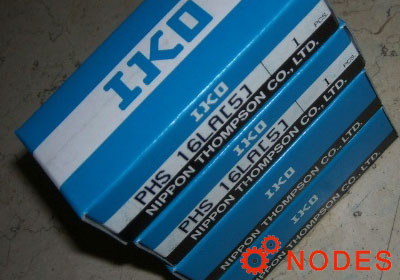 IKO
IKO
PHS 16LA[5] 1 PCS.
NIPPON THOMPSON CO., LTD.
IKO
PHS 16LA[5] 1 PCS.
NIPPON THOMPSON CO., LTD.
IKO
NIPPON THOMPSON CO., LTD.
IKO
NIPPON THOMPSON CO., LTD.
NODES